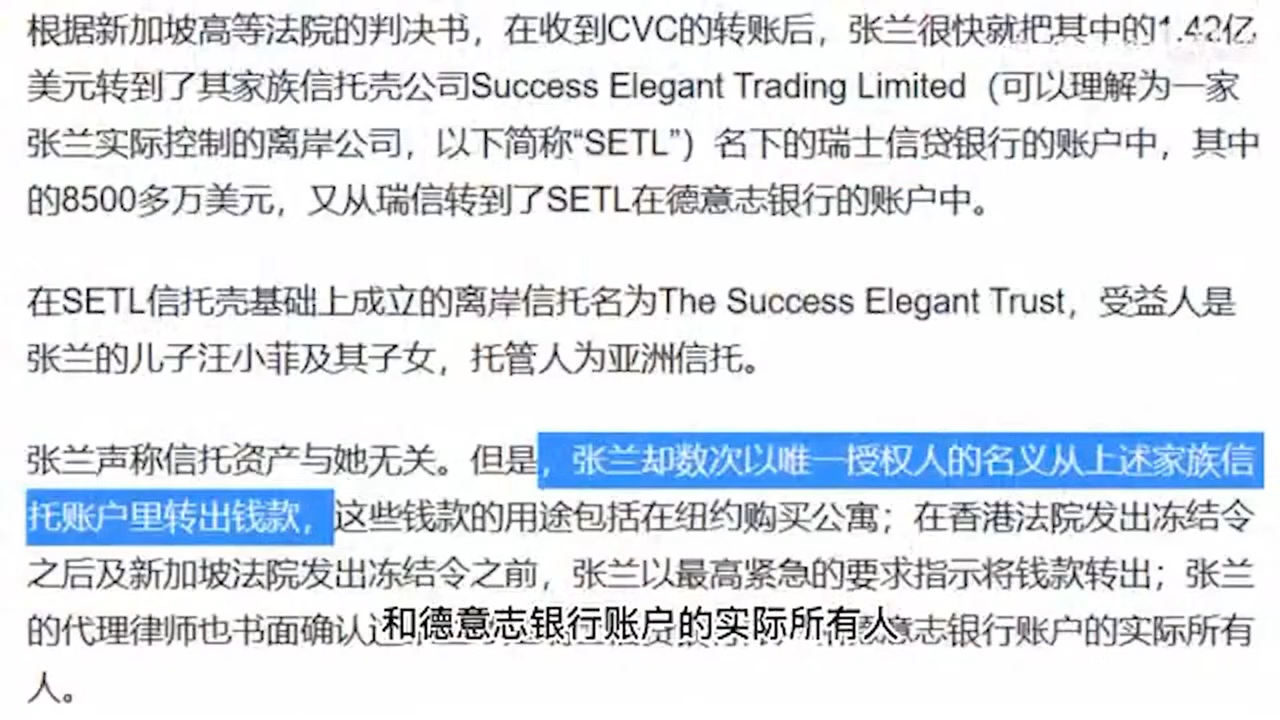 根据新加坡高等法院的判决书，在收到CVC的转账后，张兰很快就把其中的1.42亿
美元转到了其家族信托壳公司Success Elegant Trading Limited（可以理解为一家
张兰实际控制的离岸公司，以下简称“SETL”）名下的瑞士信贷银行的账户中，其中
的8500多万美元，又从瑞信转到了SETL在德意志银行的账户中。
在SETL信托壳基础上成立的离岸信托名为The Success Elegant Trust，受益人是
张兰的儿子汪小菲及其子女，托管人为亚洲信托。
张兰声称信托资产与她无关。但是，张兰却数次以唯一授权人的名义从上述家族信
托账户里转出钱款，这些钱款的用途包括在纽约购买公寓；在香港法院发出冻结令
之后及新加坡法院发出冻结令之前，张兰以最高紧急的要求指示将钱款转出；张兰
的代理律师也书面确认
意志银行账户的实际所有
人。
和德意志银行账户的实际所有人